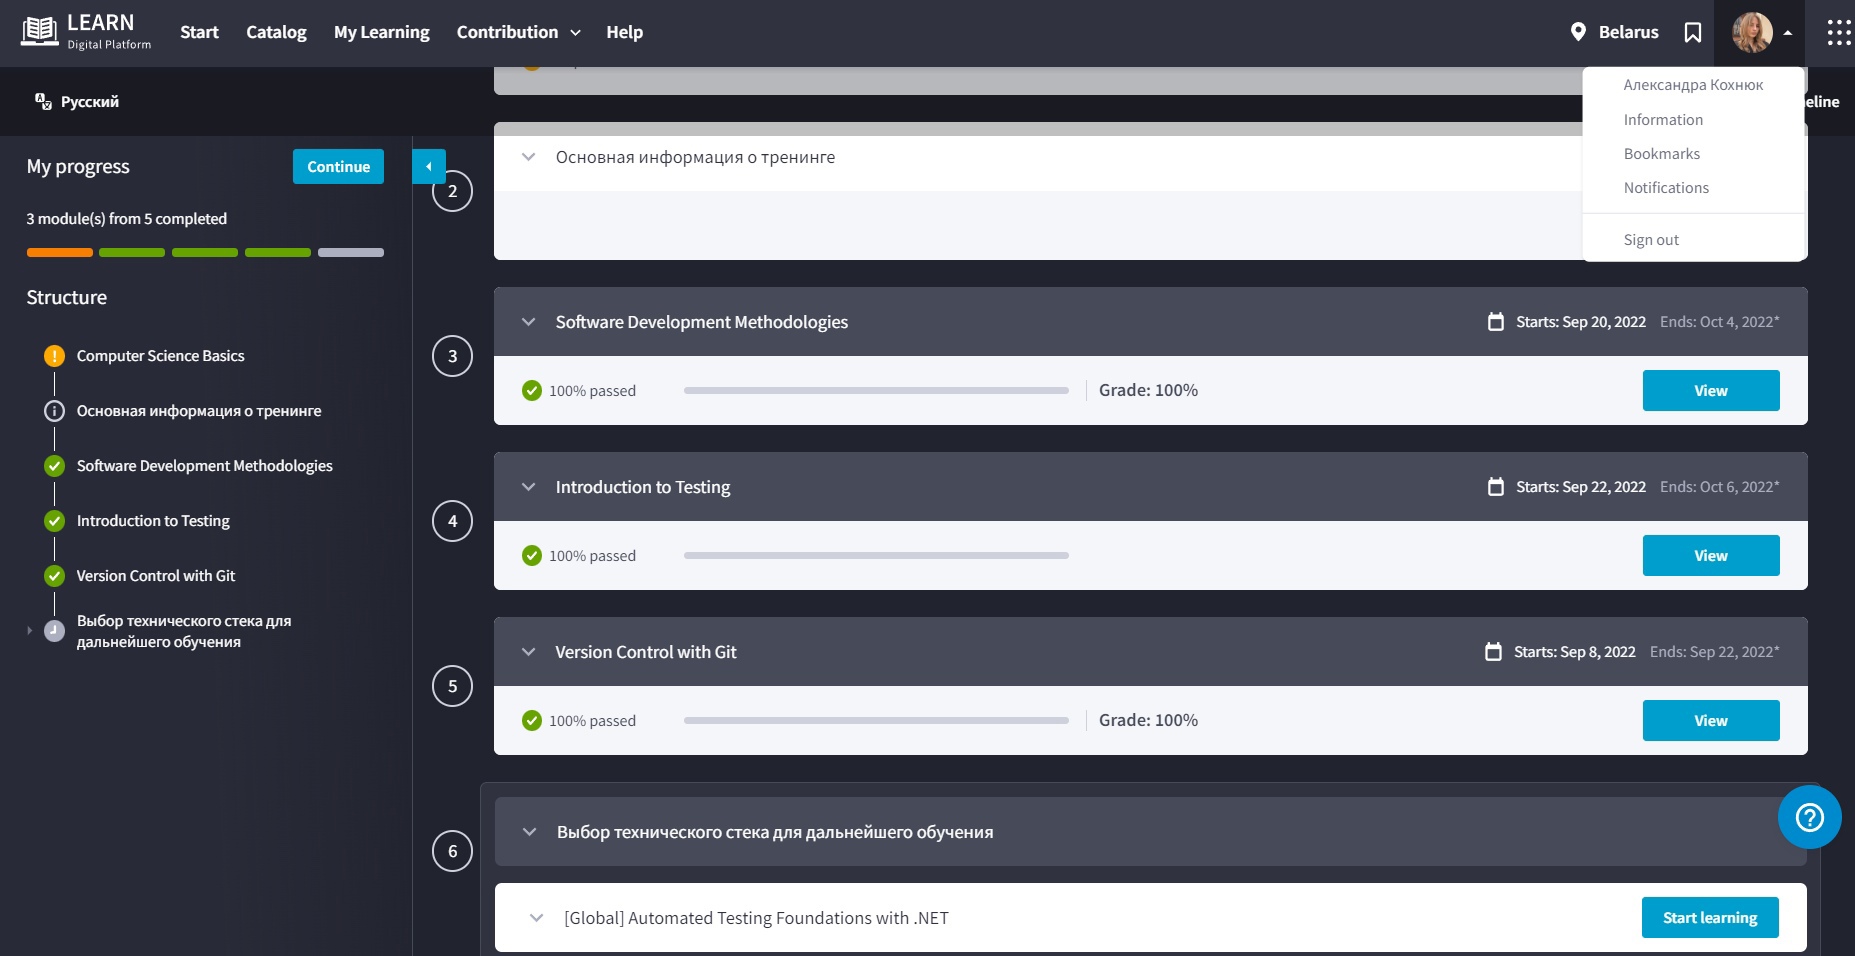 LEARN
Digital Platform
Start
Catalog
My Learning
Contribution
Help
Belarus
Русский
eline
Александра Кохнюк
Information
Bookmarks
Notifications
Sign out
My progress
Continue
3 module(s) from 5 completed
Structure
Computer Science Basics
Основная информация о тренинге
Software Development Methodologies
Introduction to Testing
Version Control with Git
Выбор технического стека для
дальнейшего обучения
2
Основная информация о тренинге
3
Software Development Methodologies
Starts: Sep 20, 2022
Ends: Oct 4, 2022*
100% passed
Grade: 100%
View
4
Introduction to Testing
Starts: Sep 22, 2022
Ends: Oct 6, 2022*
100% passed
View
5
Version Control with Git
Starts: Sep 8, 2022
Ends: Sep 22, 2022*
100% passed
Grade: 100%
View
6
Выбор технического стека для дальнейшего обучения
[Global] Automated Testing Foundations with .NET
Start learning